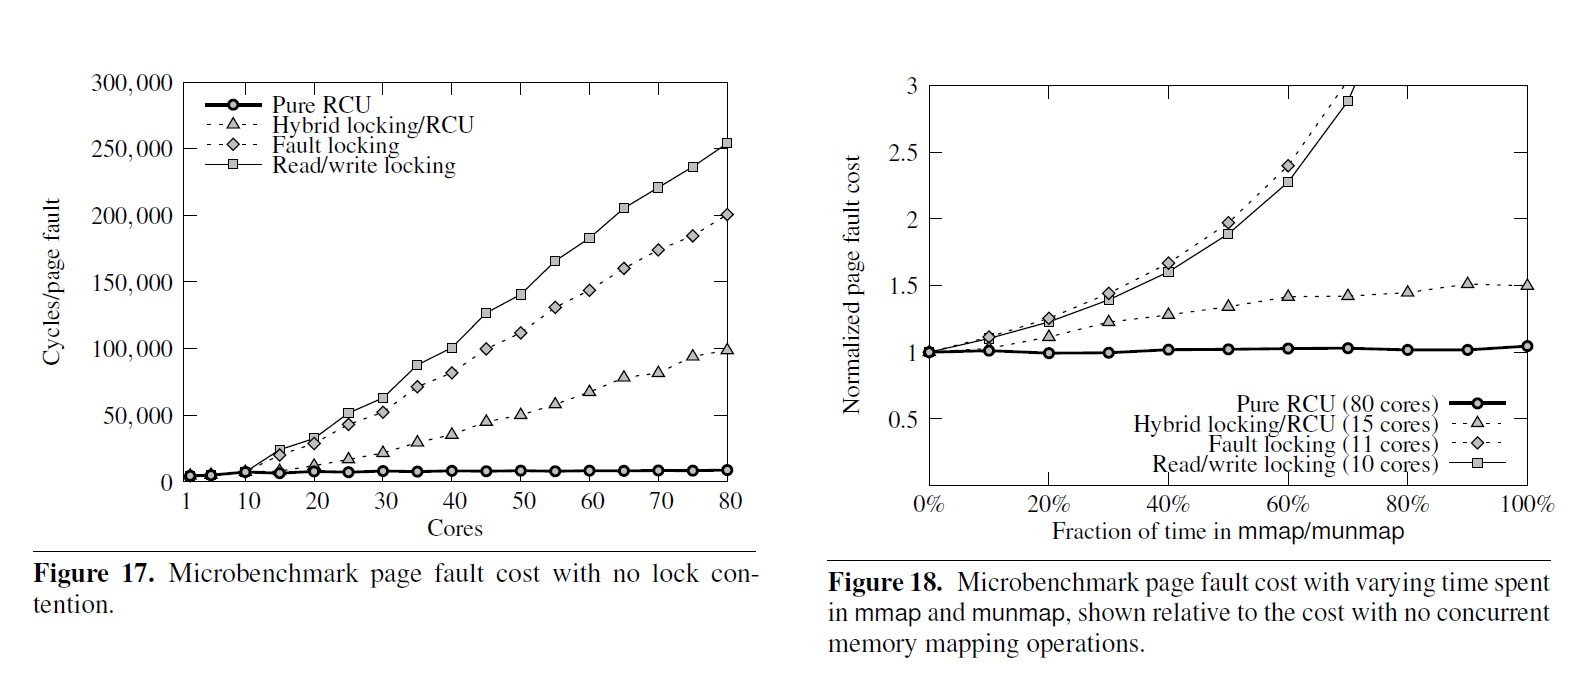 300,000
250,000
200,000
150,000
100,000
50,000
0
Cycles/page fault
Pure RCU
Hybrid locking/RCU
Fault locking
Read/write locking
1 10 20 30 40 50 60 70 80
Cores
Figure 17. Microbenchmark page fault cost with no lock con-
tention.
3
2.5
2
1.5
1
0.5
Normalized page fault cost
Pure RCU (80 cores)
Hybrid locking/RCU (15 cores)
Fault locking (11 cores)
Read/write locking (10 cores)
0% 20% 40% 60% 80% 100%
Fraction of time in mmap/munmap
Figure 18. Microbenchmark page fault cost with varying time spent
in mmap and munmap, shown relative to the cost with no concurrent
memory mapping operations.